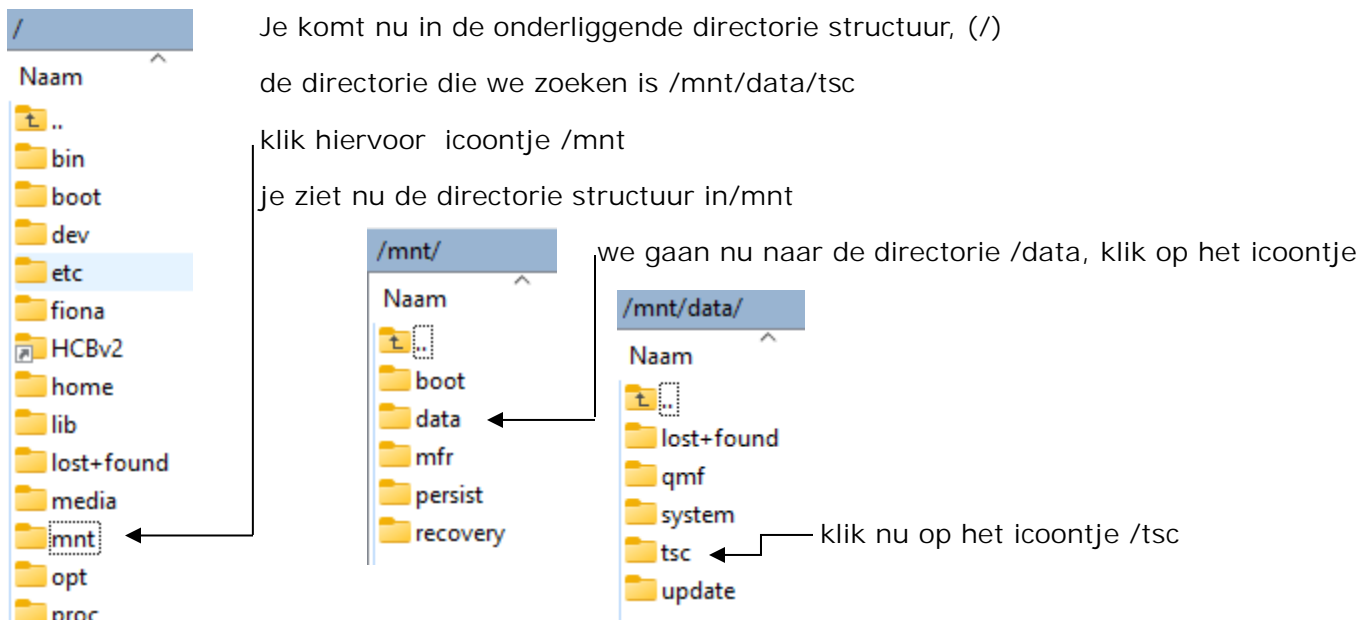 /
Naam
..
bin
boot
dev
etc
fiona
HCBv2
home
lib
lost+found
media
mnt
opt
proc
Je komt nu in de onderliggende directorie structuur, (/)
de directorie die we zoeken is /mnt/data/tsc
klik hiervoor icoontje /mnt
je ziet nu de directorie structuur in/mnt
/mnt/
Naam
..
boot
data
mfr
persist
recovery
we gaan nu naar de directorie /data, klik op het icoontje
/mnt/data/
Naam
..
lost+found
qmf
system
tsc
update
klik nu op het icoontje /tsc